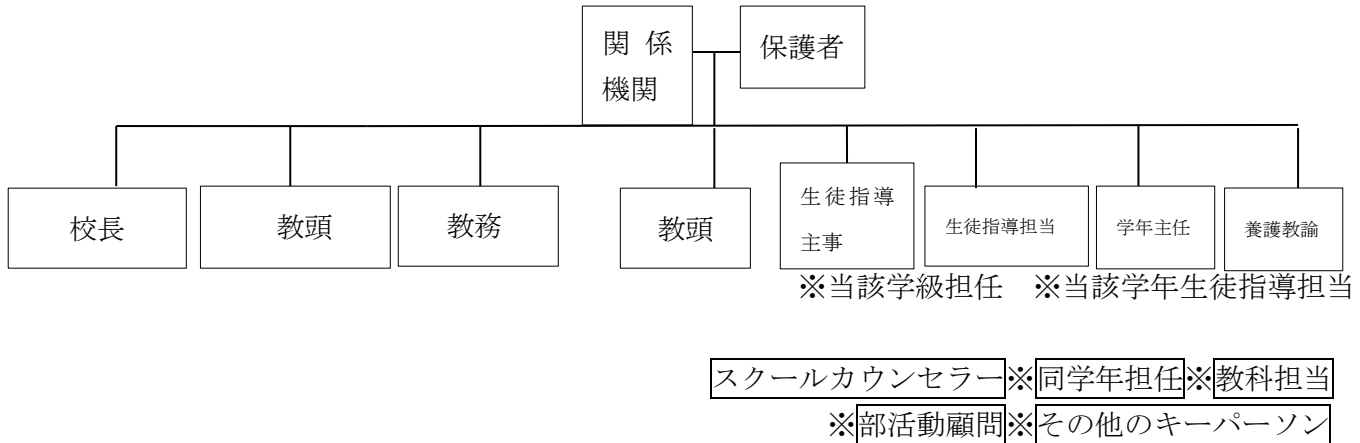 関係
機関
保護者
校長
教頭
教務
教頭
生徒指導
主事
生徒指導担当
学年主任
養護教諭
※当該学級担任　※当該学年生徒指導担当
スクールカウンセラー※同学年担任※教科担当
※部活動顧問※その他のキーパーソン